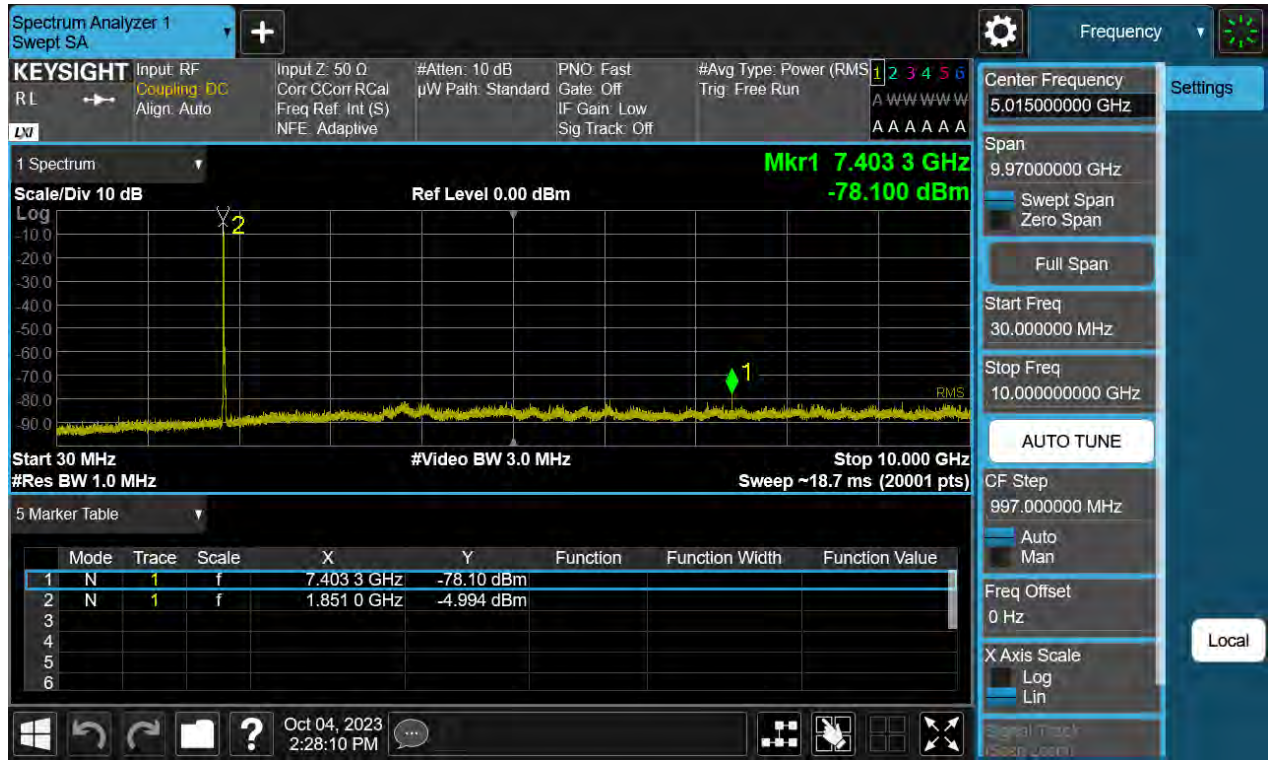 Spectrum Analyzer 1
Swept SA
+
Frequency
KEYSIGHT
RL
LXI
Input: RF
Coupling: DC
Align: Auto
Input Z: 50 Ω
Corr CCorr RCal
Freq Ref: Int (S)
NFE: Adaptive
#Atten: 10 dB
µW Path: Standard
PNO: Fast
Gate: Off
IF Gain: Low
Sig Track: Off
#Avg Type: Power (RMS
Trig: Free Run
1 2 3 4 5 6
A W W W W W
A A A A A A
1 Spectrum
Mkr1 7.403 3 GHz
-78.100 dBm
Scale/Div 10 dB
Ref Level 0.00 dBm
Log
-10.0
-20.0
-30.0
-40.0
-50.0
-60.0
-70.0
-80.0
-90.0
2
1
RMS
Start 30 MHz
#Video BW 3.0 MHz
Stop 10.000 GHz
#Res BW 1.0 MHz
Sweep ~18.7 ms (20001 pts)
5 Marker Table
Mode Trace Scale X Y Function Function Width Function Value
1 N 1 f 7.403 3 GHz -78.10 dBm
2 N 1 f 1.851 0 GHz -4.994 dBm
3
4
5
6
?
Oct 04, 2023
2:28:10 PM
Center Frequency
5.015000000 GHz
Span
9.97000000 GHz
Swept Span
Zero Span
Full Span
Start Freq
30.000000 MHz
Stop Freq
10.000000000 GHz
AUTO TUNE
CF Step
997.000000 MHz
Auto
Man
Freq Offset
0 Hz
X Axis Scale
Log
Lin
Signal Track
(Span Zoom)
Settings
Local